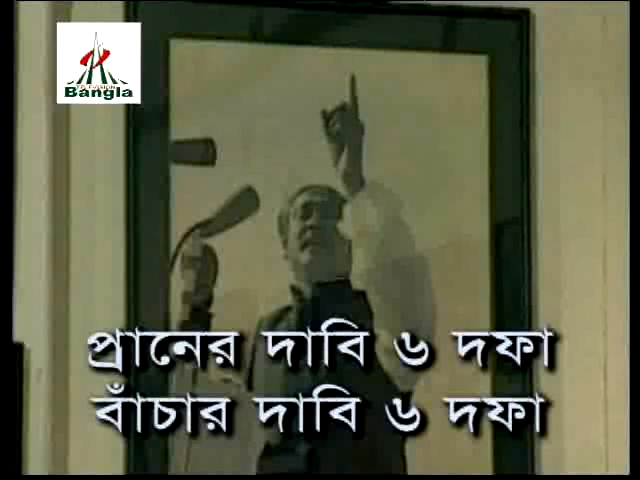 Bangla
প্রানের দাবি ৬ দফা
বাঁচার দাবি ৬ দফা